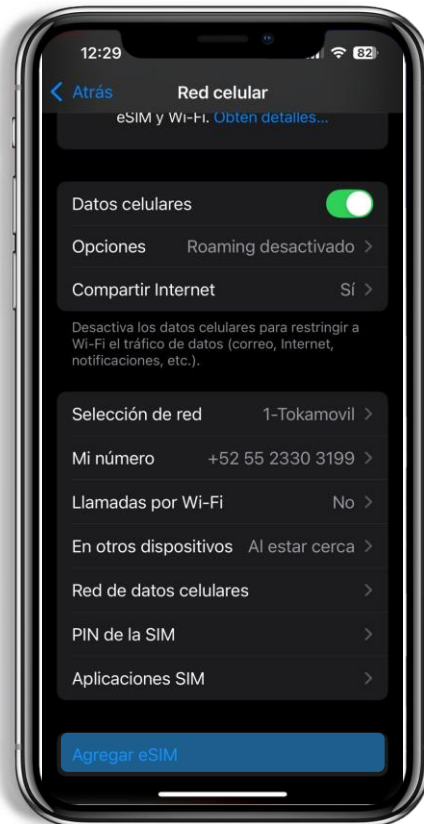 12:29
82
Atrás
Red celular
eSIM y Wi-Fi. Obtén detalles...
Datos celulares
Opciones Roaming desactivado
Compartir Internet Sí
Desactiva los datos celulares para restringir a
Wi-Fi el tráfico de datos (correo, Internet,
notificaciones, etc.).
Selección de red 1-Tokamovil
Mi número +52 55 2330 3199
Llamadas por Wi-Fi No
En otros dispositivos Al estar cerca
Red de datos celulares
PIN de la SIM
Aplicaciones SIM
Agregar eSIM